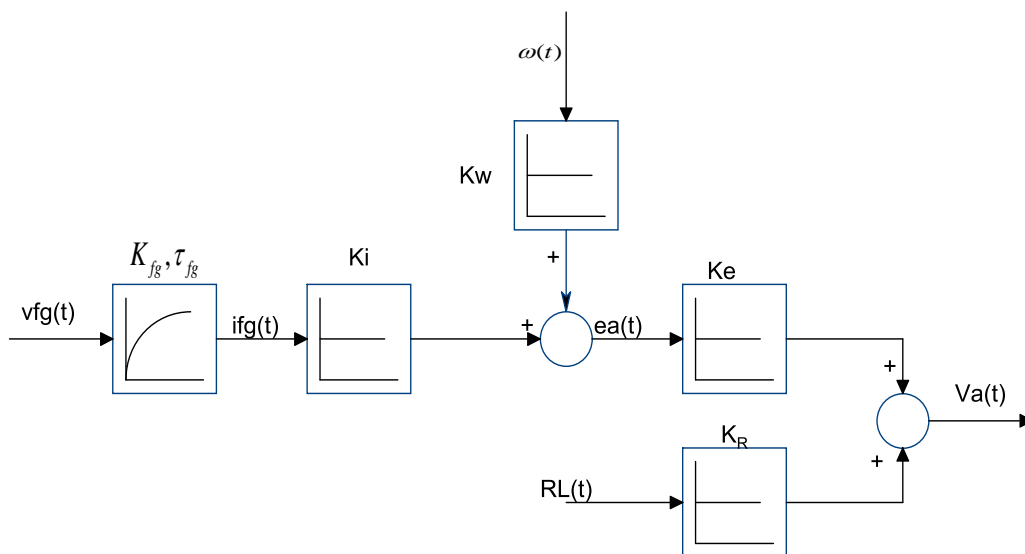 ω(t)
Kw
+
K_fg, τ_fg
Ki
Ke
vfg(t)
ifg(t)
+
ea(t)
+
Va(t)
K_R
+
RL(t)